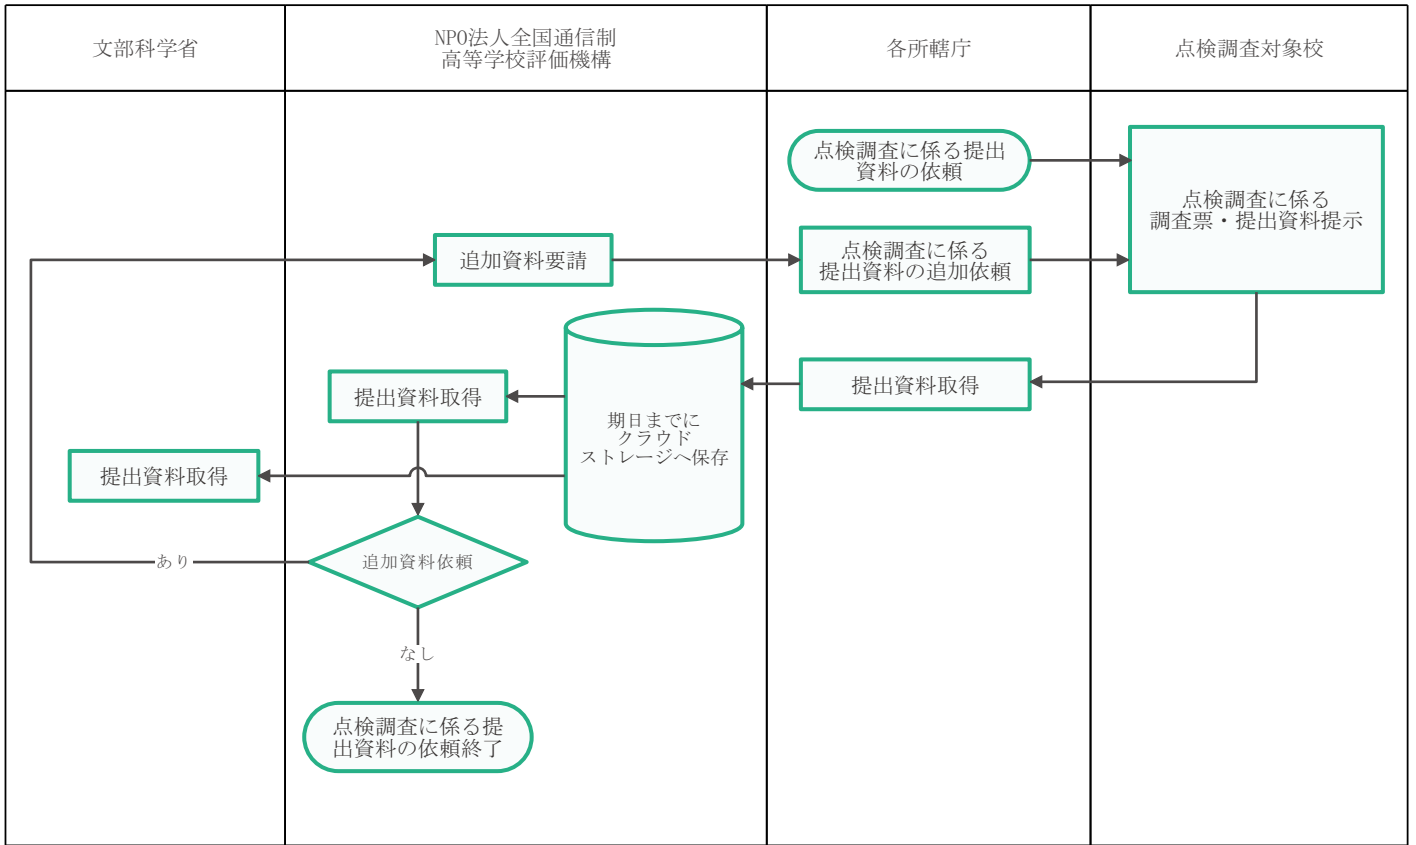 文部科学省
NPO法人全国通信制
高等学校評価機構
各所轄庁
点検調査対象校
点検調査に係る提出
資料の依頼
点検調査に係る
調査票・提出資料提示
追加資料要請
点検調査に係る
提出資料の追加依頼
提出資料取得
提出資料取得
期日までに
クラウド
ストレージへ保存
提出資料取得
追加資料依頼
あり
なし
点検調査に係る提
出資料の依頼終了